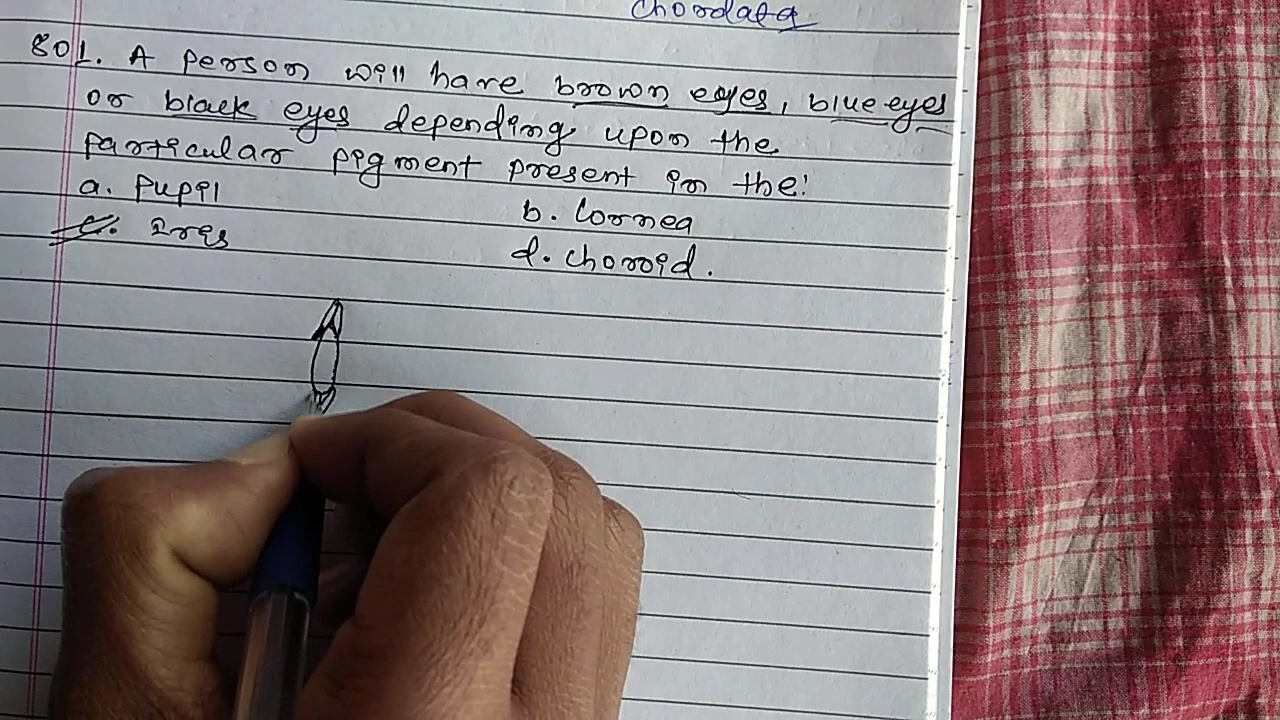 Chordata
801. A person will have brown eyes, blue eyes
or black eyes depending upon the
particular pigment present in the:
a. Pupil
b. Cornea
c. Iris
d. choroid.